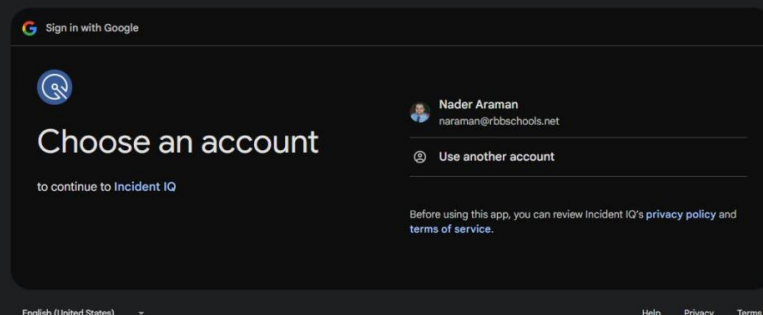 Sign in with Google
Choose an account
to continue to Incident IQ
Nader Araman
naraman@rbbschools.net
Use another account
Before using this app, you can review Incident IQ's privacy policy and
terms of service.
English (United States)
Help Privacy Terms